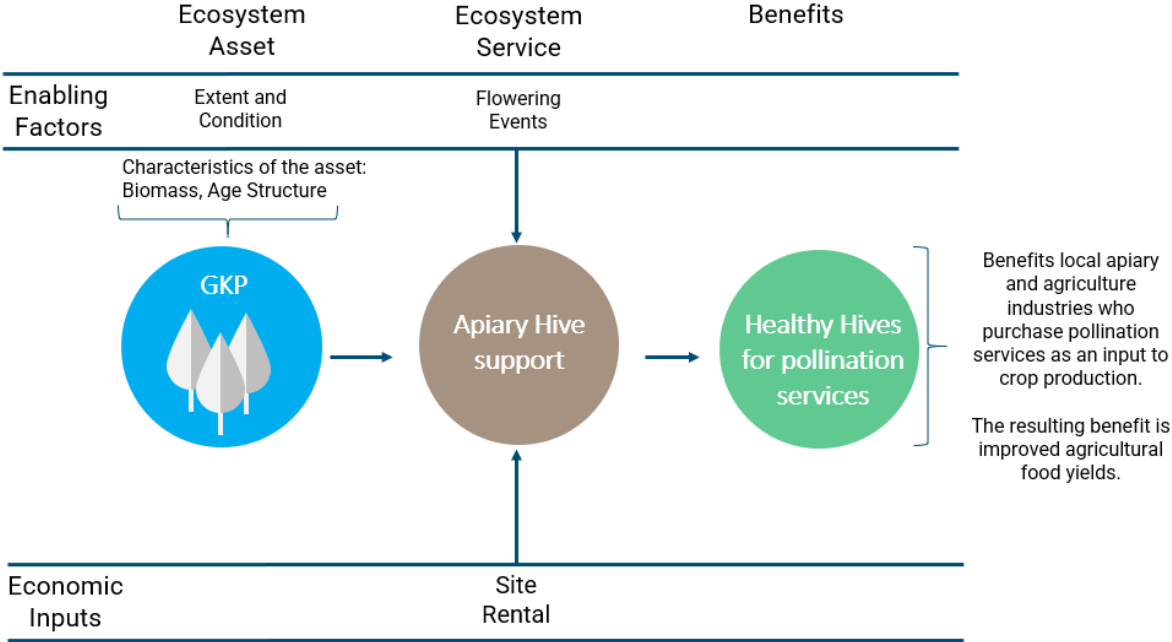 Ecosystem
Asset
Ecosystem
Service
Benefits
Enabling
Factors
Extent and
Condition
Flowering
Events
Characteristics of the asset:
Biomass, Age Structure
GKP
Apiary Hive
support
Healthy Hives
for pollination
services
Benefits local apiary
and agriculture
industries who
purchase pollination
services as an input to
crop production.
The resulting benefit is
improved agricultural
food yields.
Economic
Inputs
Site
Rental